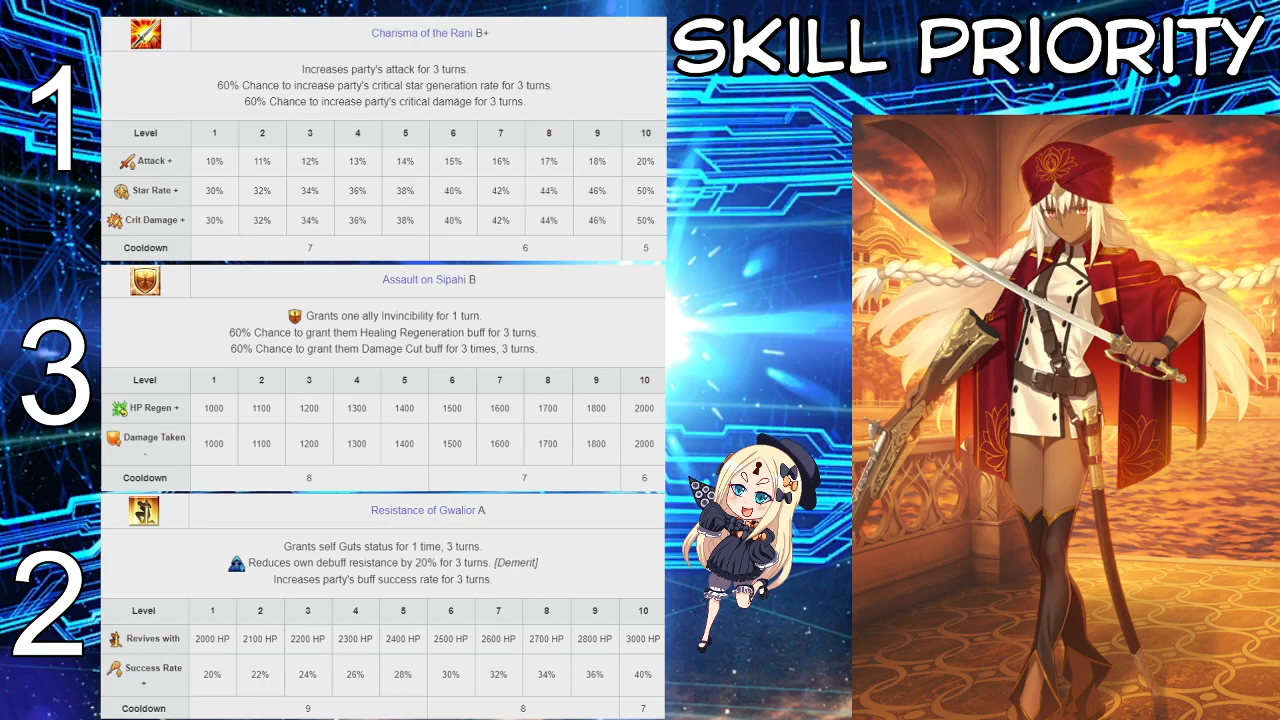 SKILL PRIORITY
1
Charisma of the Rani B+
Increases party's attack for 3 turns.
60% Chance to increase party's critical star generation rate for 3 turns.
60% Chance to increase party's critical damage for 3 turns.
Level 1 2 3 4 5 6 7 8 9 10
Attack + 10% 11% 12% 13% 14% 15% 16% 17% 18% 20%
Star Rate + 30% 32% 34% 36% 38% 40% 42% 44% 46% 50%
Crit Damage + 30% 32% 34% 36% 38% 40% 42% 44% 46% 50%
Cooldown 7 6 5
3
Assault on Sipahi B
Grants one ally Invincibility for 1 turn.
60% Chance to grant them Healing Regeneration buff for 3 turns.
60% Chance to grant them Damage Cut buff for 3 times, 3 turns.
Level 1 2 3 4 5 6 7 8 9 10
HP Regen + 1000 1100 1200 1300 1400 1500 1600 1700 1800 2000
Damage Taken
- 1000 1100 1200 1300 1400 1500 1600 1700 1800 2000
Cooldown 8 7 6
2
Resistance of Gwalior A
Grants self Guts status for 1 time, 3 turns.
Reduces own debuff resistance by 20% for 3 turns. [Demerit]
Increases party's buff success rate for 3 turns.
Level 1 2 3 4 5 6 7 8 9 10
Revives with 2000 HP 2100 HP 2200 HP 2300 HP 2400 HP 2500 HP 2600 HP 2700 HP 2800 HP 3000 HP
Success Rate
+ 20% 22% 24% 26% 28% 30% 32% 34% 36% 40%
Cooldown 9 8 7